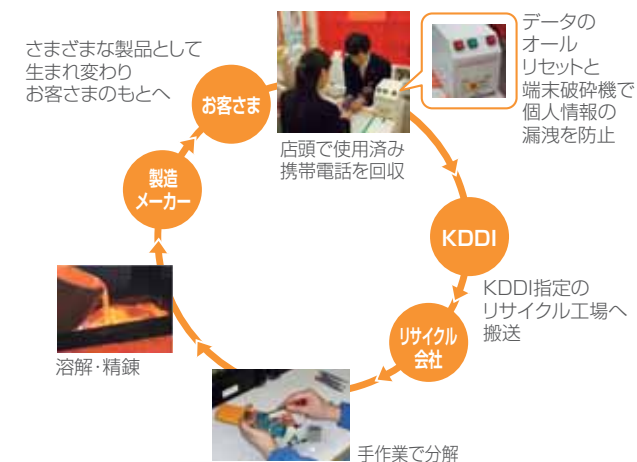 さまざまな製品として
生まれ変わり
お客さまのもとへ
お客さま
データの
オール
リセットと
端末破砕機で
個人情報の
漏洩を防止
店頭で使用済み
携帯電話を回収
製造
メーカー
KDDI
KDDI指定の
リサイクル工場へ
搬送
リサイクル
会社
溶解・精錬
手作業で分解